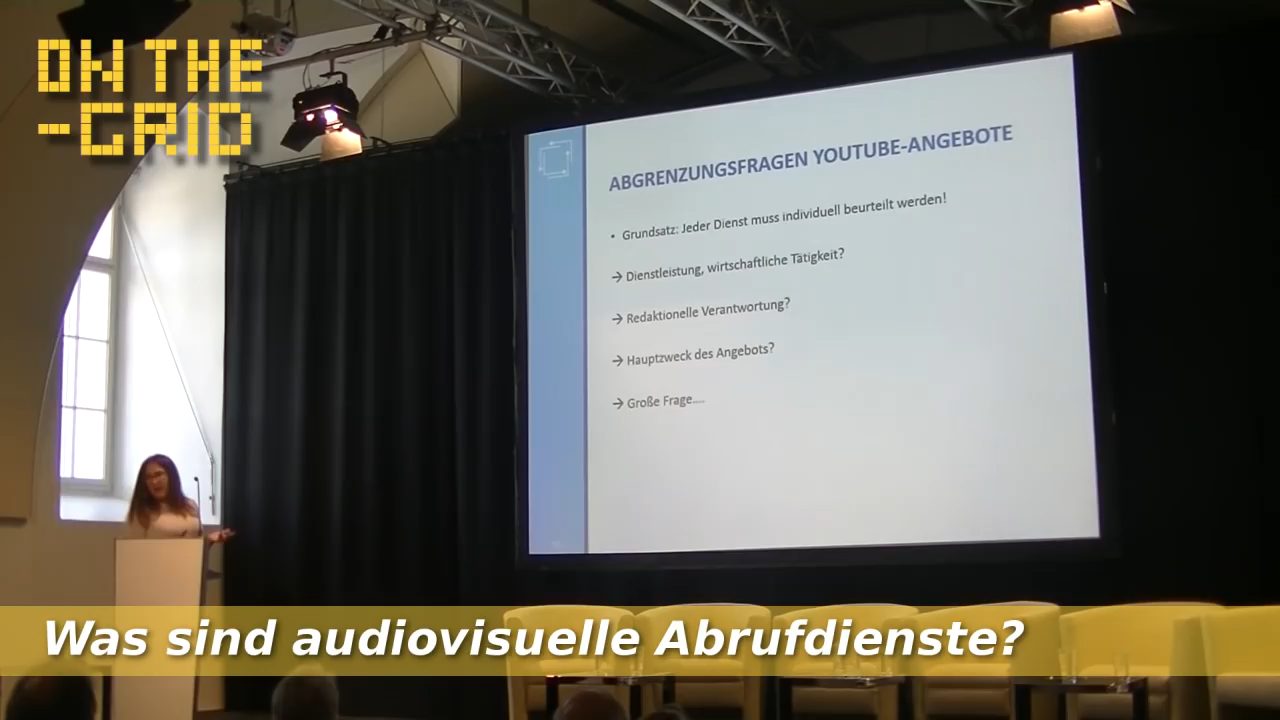 ON THE
-GRID
ABGRENZUNGSFRAGEN YOUTUBE-ANGEBOTE
• Grundsatz: Jeder Dienst muss individuell beurteilt werden!
→ Dienstleistung, wirtschaftliche Tätigkeit?
→ Redaktionelle Verantwortung?
→ Hauptzweck des Angebots?
→ Große Frage....
Was sind audiovisuelle Abrufdienste?